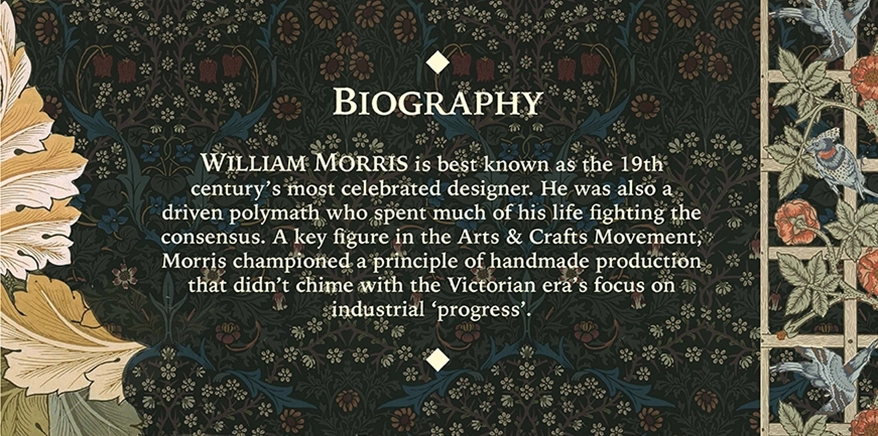 BIOGRAPHY
WILLIAM MORRIS is best known as the 19th
century’s most celebrated designer. He was also a
driven polymath who spent much of his life fighting the
consensus. A key figure in the Arts & Crafts Movement,
Morris championed a principle of handmade production
that didn’t chime with the Victorian era’s focus on
industrial ‘progress’.